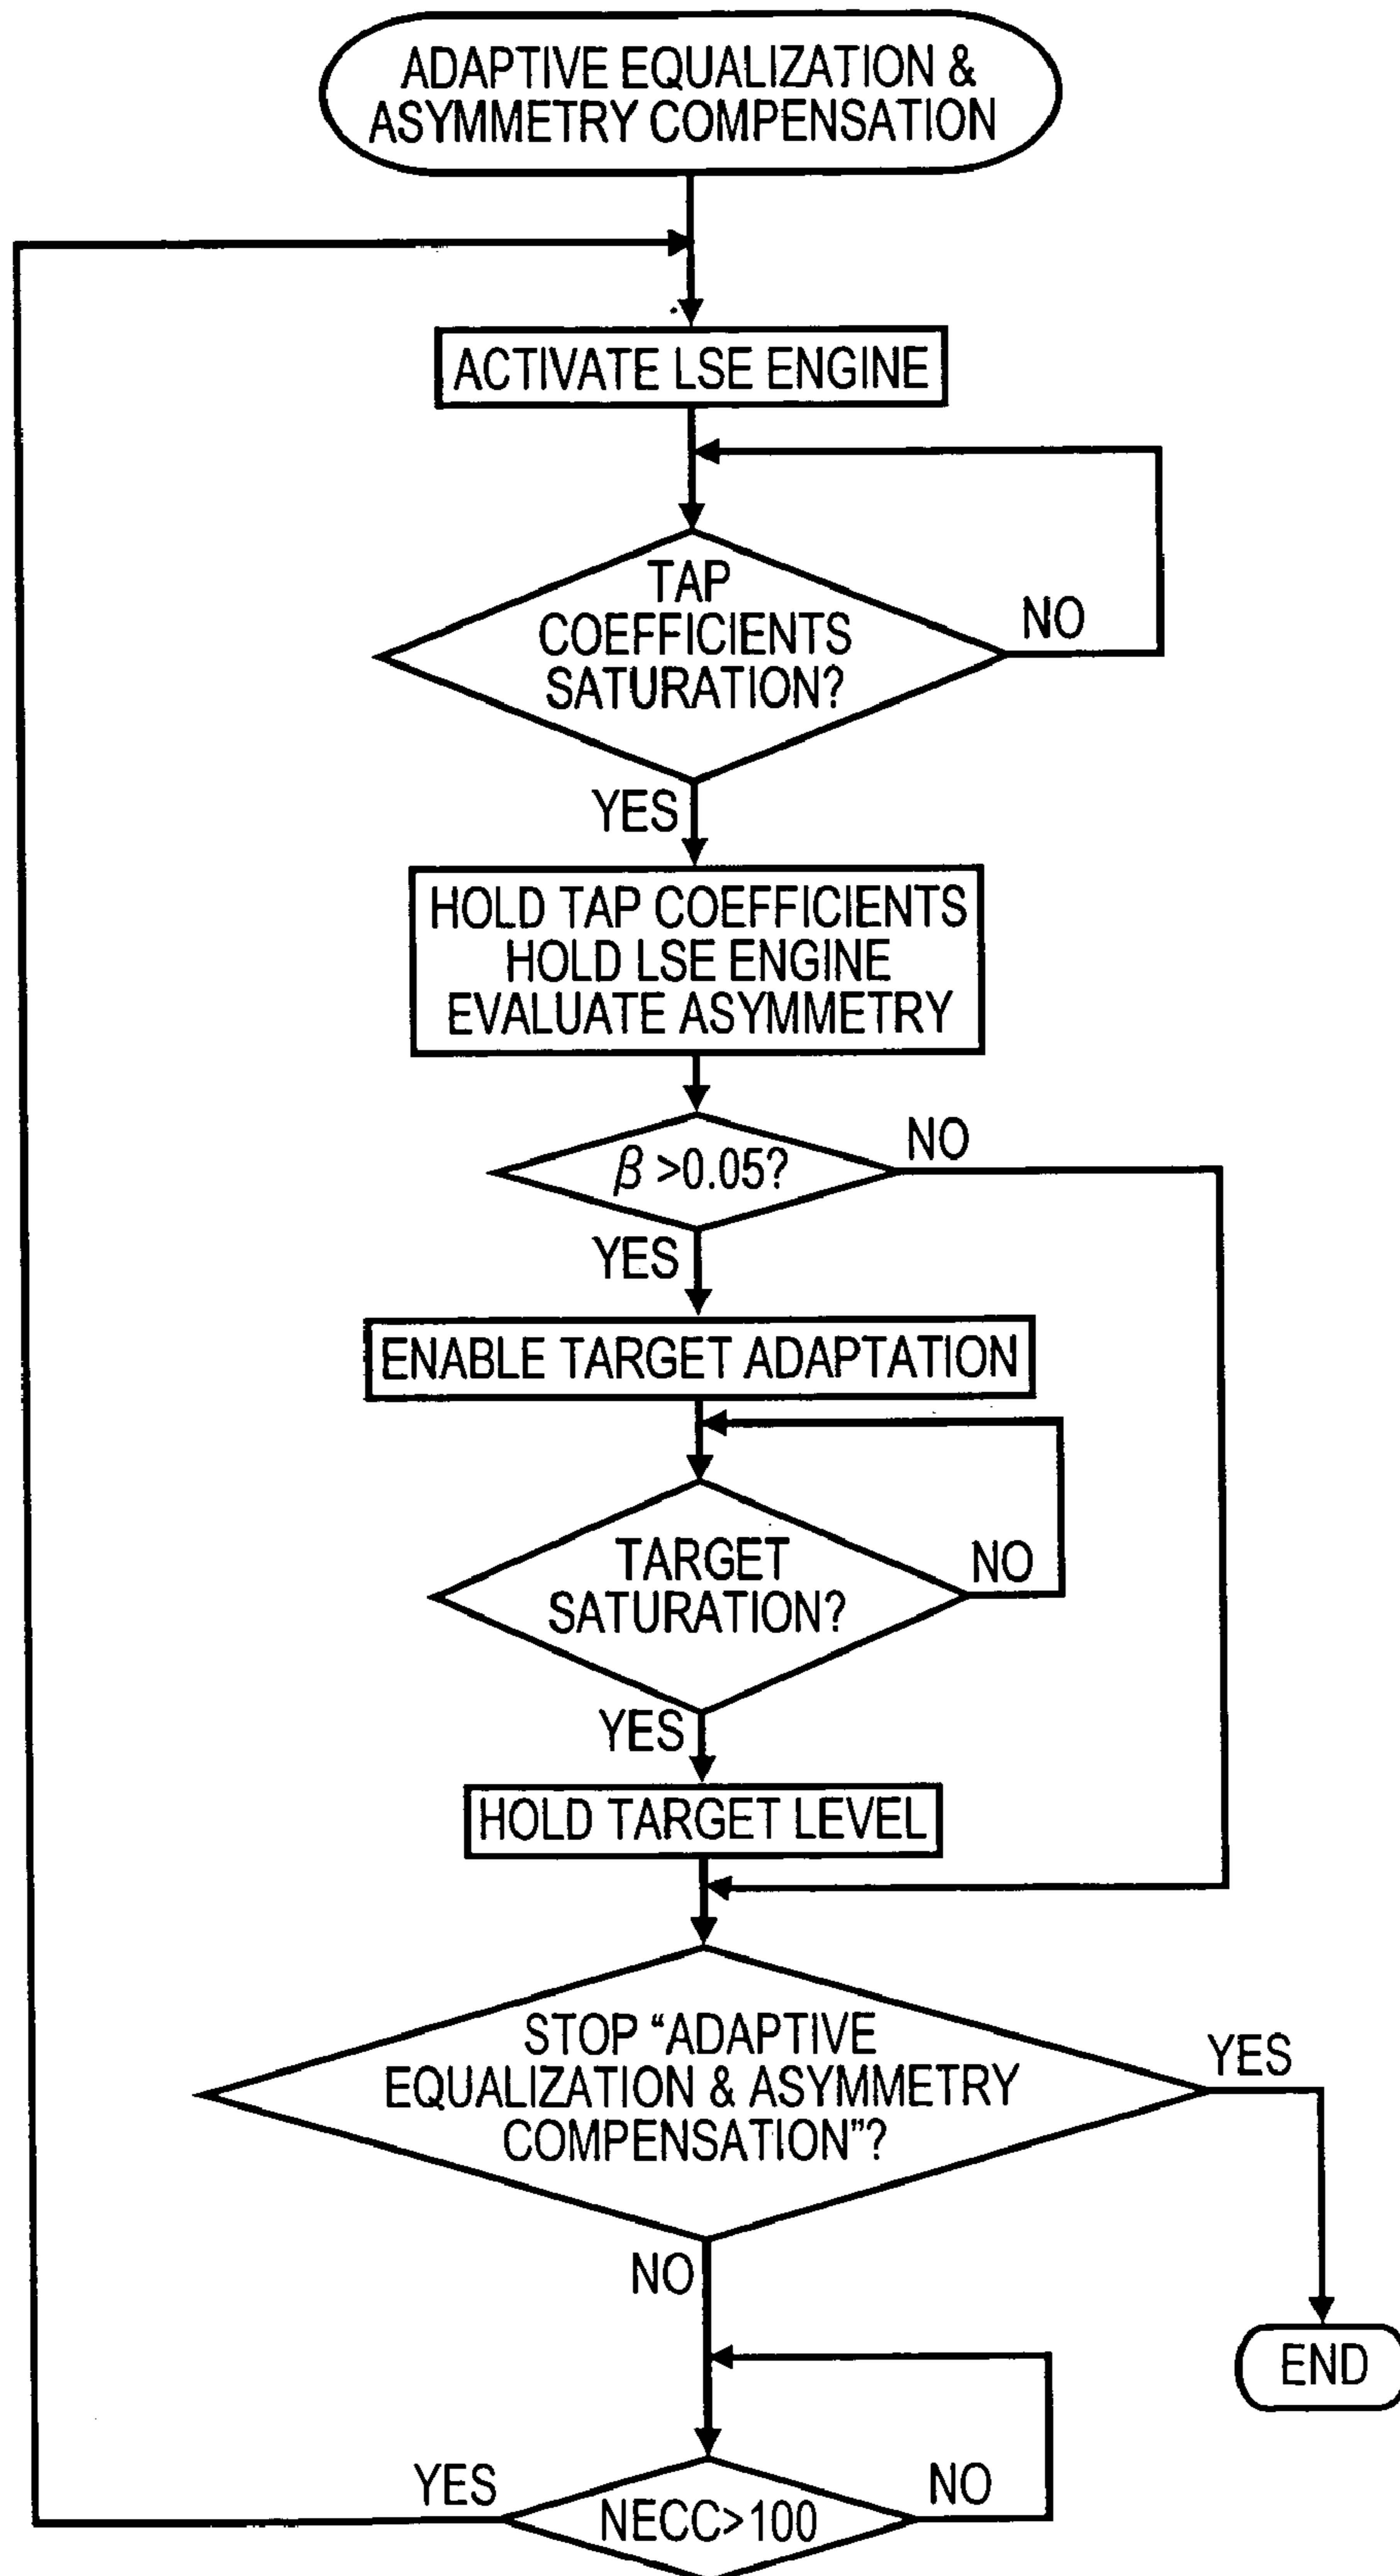 ADAPTIVE EQUALIZATION &
ASYMMETRY COMPENSATION
ACTIVATE LSE ENGINE
TAP
COEFFICIENTS
SATURATION?
NO
YES
HOLD TAP COEFFICIENTS
HOLD LSE ENGINE
EVALUATE ASYMMETRY
β >0.05?
NO
YES
ENABLE TARGET ADAPTATION
TARGET
SATURATION?
NO
YES
HOLD TARGET LEVEL
STOP “ADAPTIVE
EQUALIZATION & ASYMMETRY
COMPENSATION”?
YES
NO
END
YES
NECC>100
NO